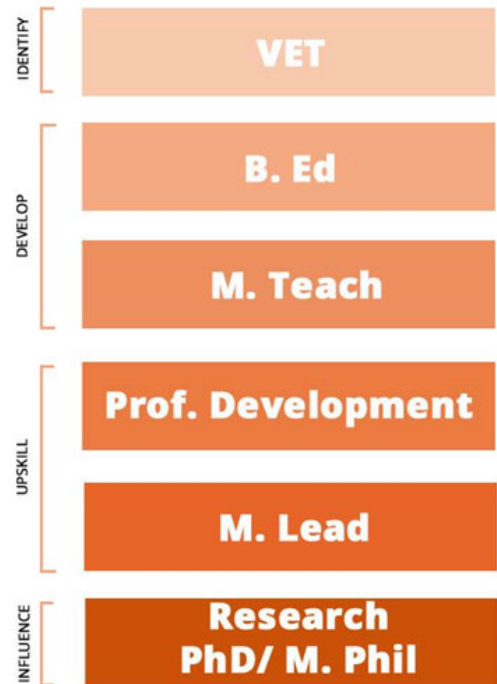 IDENTIFY
VET
DEVELOP
B. Ed
M. Teach
UPSKILL
Prof. Development
M. Lead
INFLUENCE
Research
PhD/ M. Phil